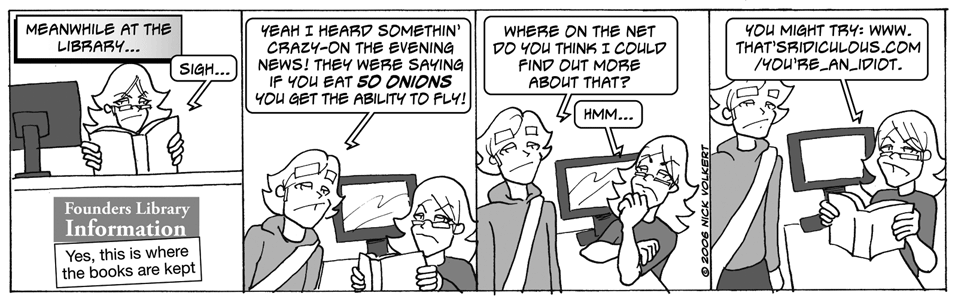 MEANWHILE AT THE
LIBRARY...
SIGH...
Founders Library
Information
Yes, this is where
the books are kept
YEAH I HEARD SOMETHIN'
CRAZY-ON THE EVENING
NEWS! THEY WERE SAYING
IF YOU EAT 50 ONIONS
YOU GET THE ABILITY TO FLY!
WHERE ON THE NET
DO YOU THINK I COULD
FIND OUT MORE
ABOUT THAT?
HMM...
© 2006 NICK VOLKERT
YOU MIGHT TRY: WWW.
THAT'SRIDICULOUS.COM
/YOU'RE_AN_IDIOT.